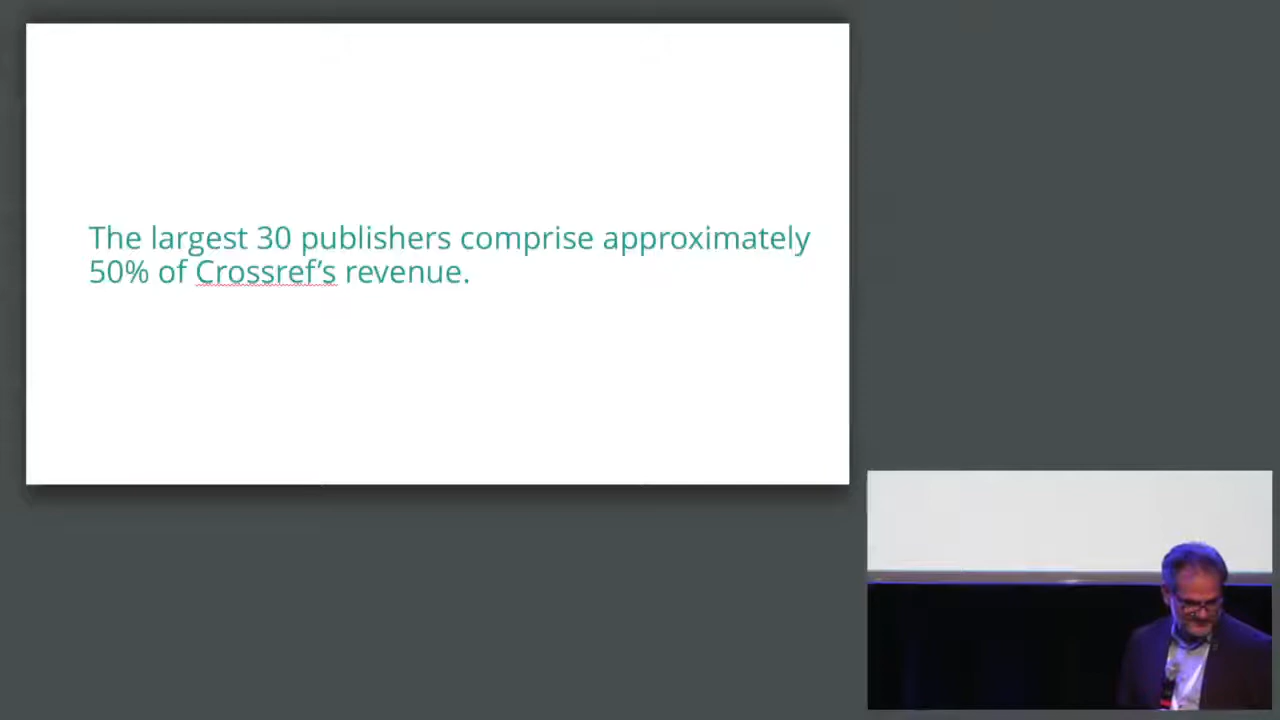 The largest 30 publishers comprise approximately
50% of Crossref’s revenue.